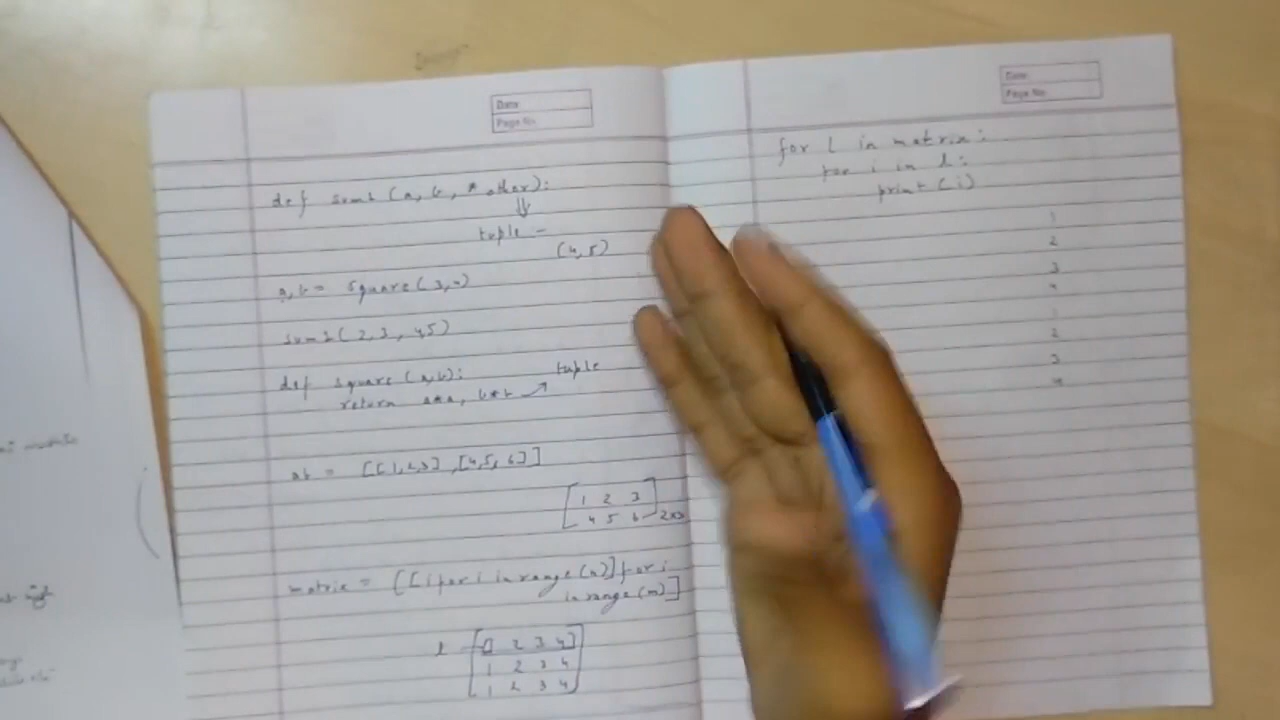 Date
Page No.
def sum1 (a, b, *other):
⇓
tuple -
(4,5)
a, b = square (3,4)
sum1 (2,3, 4,5)
def square (a,b):
return a*a, b*b → tuple
ab = [[1,2,3], [4,5,6]]
1 2 3
4 5 6 2x3
matrix = [[i for i in range(n)] for i
in range(m)]
l 0 2 3 4
1 2 3 4
1 2 3 4
Date
Page No.
for l in matrix:
for i in l:
print (i)
1
2
3
4
1
2
3
4